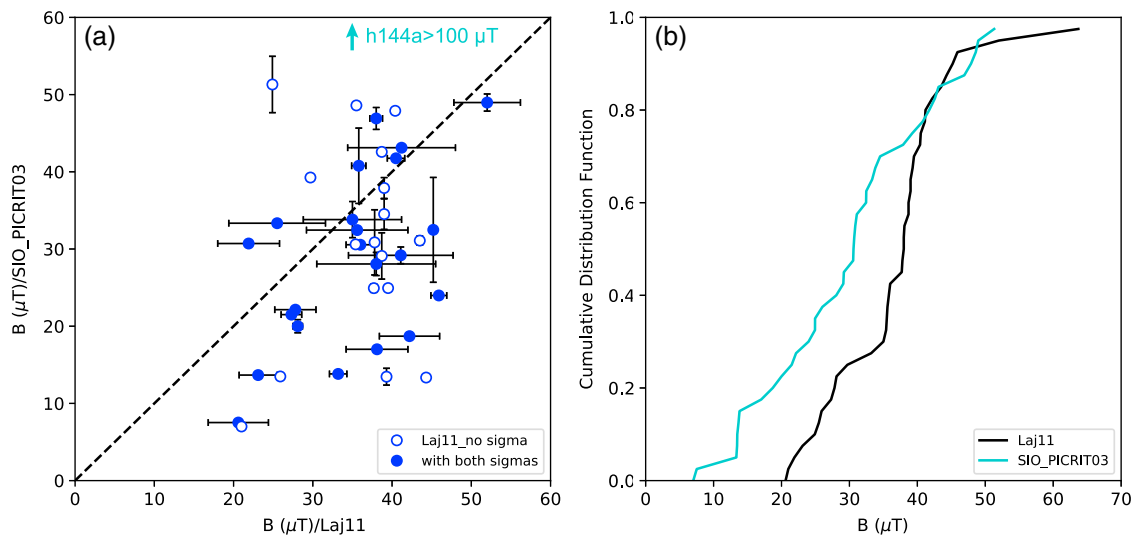 (a)
h144a>100 μT
60
50
40
30
20
10
0
B (μT)/SIO_PICRIT03
Laj11_no sigma
with both sigmas
0 10 20 30 40 50 60
B (μT)/Laj11
(b)
1.0
0.8
0.6
0.4
0.2
0.0
Cumulative Distribution Function
Laj11
SIO_PICRIT03
0 10 20 30 40 50 60 70
B (μT)